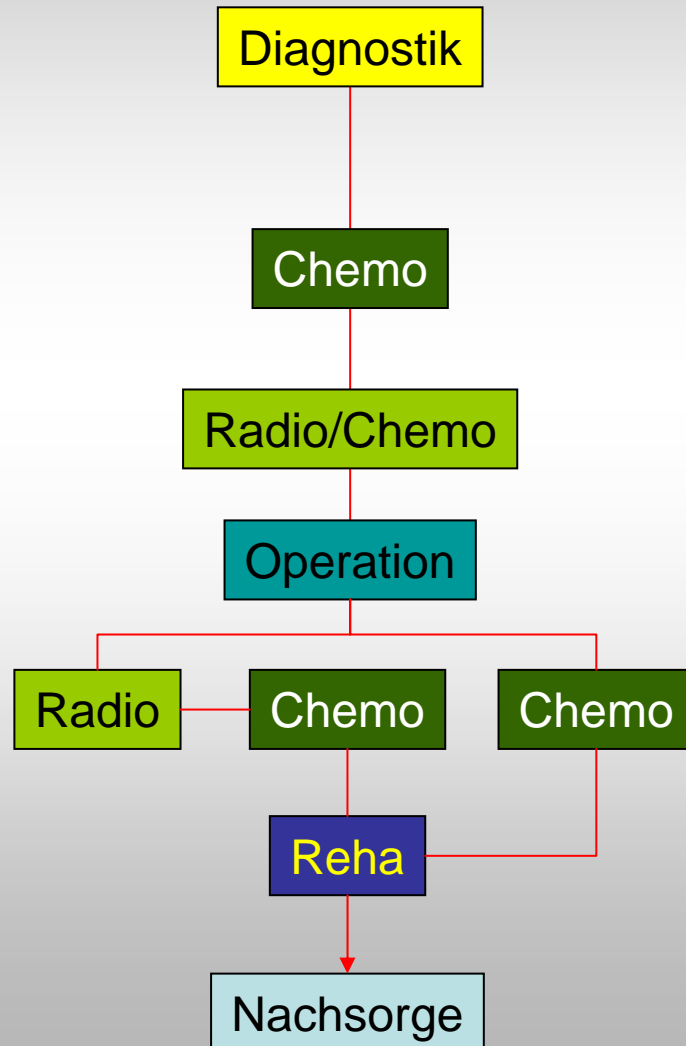 Diagnostik
Chemo
Radio/Chemo
Operation
Radio
Chemo
Chemo
Reha
Nachsorge